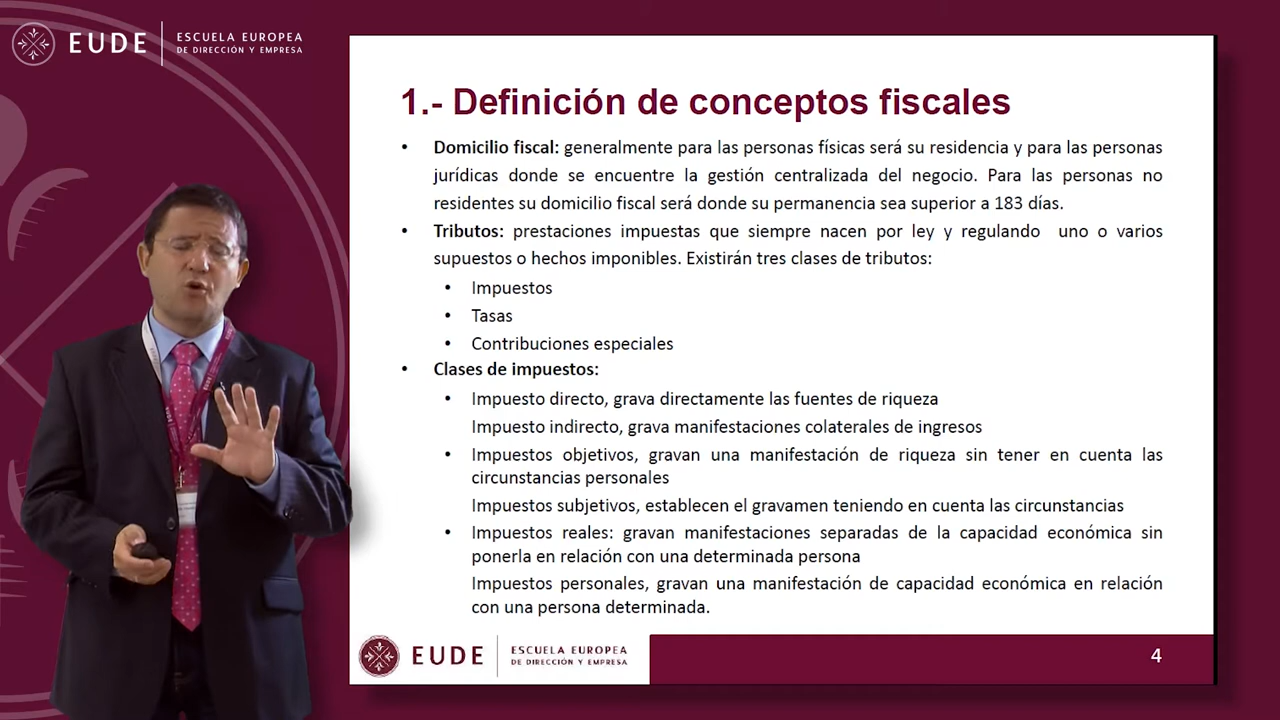 EUDE
ESCUELA EUROPEA
DE DIRECCIÓN Y EMPRESA
1.- Definición de conceptos fiscales
• Domicilio fiscal: generalmente para las personas físicas será su residencia y para las personas
jurídicas donde se encuentre la gestión centralizada del negocio. Para las personas no
residentes su domicilio fiscal será donde su permanencia sea superior a 183 días.
• Tributos: prestaciones impuestas que siempre nacen por ley y regulando uno o varios
supuestos o hechos imponibles. Existirán tres clases de tributos:
• Impuestos
• Tasas
• Contribuciones especiales
• Clases de impuestos:
• Impuesto directo, grava directamente las fuentes de riqueza
Impuesto indirecto, grava manifestaciones colaterales de ingresos
• Impuestos objetivos, gravan una manifestación de riqueza sin tener en cuenta las
circunstancias personales
Impuestos subjetivos, establecen el gravamen teniendo en cuenta las circunstancias
• Impuestos reales: gravan manifestaciones separadas de la capacidad económica sin
ponerla en relación con una determinada persona
Impuestos personales, gravan una manifestación de capacidad económica en relación
con una persona determinada.
EUDE
ESCUELA EUROPEA
DE DIRECCIÓN Y EMPRESA
4